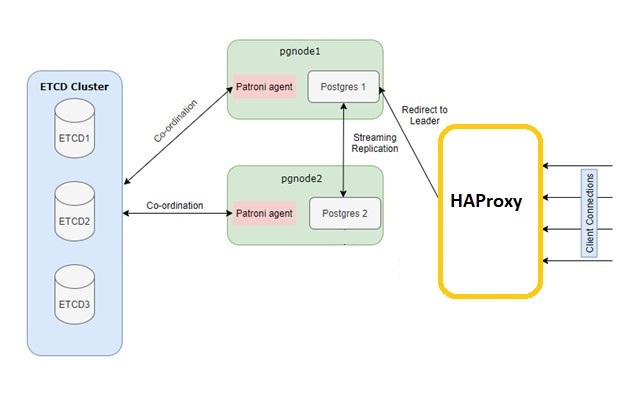 ETCD Cluster
ETCD1
ETCD2
ETCD3
Co-ordination
Co-ordination
pgnode1
Patroni agent
Postgres 1
Streaming
Replication
pgnode2
Patroni agent
Postgres 2
Redirect to
Leader
HAProxy
Client Connections